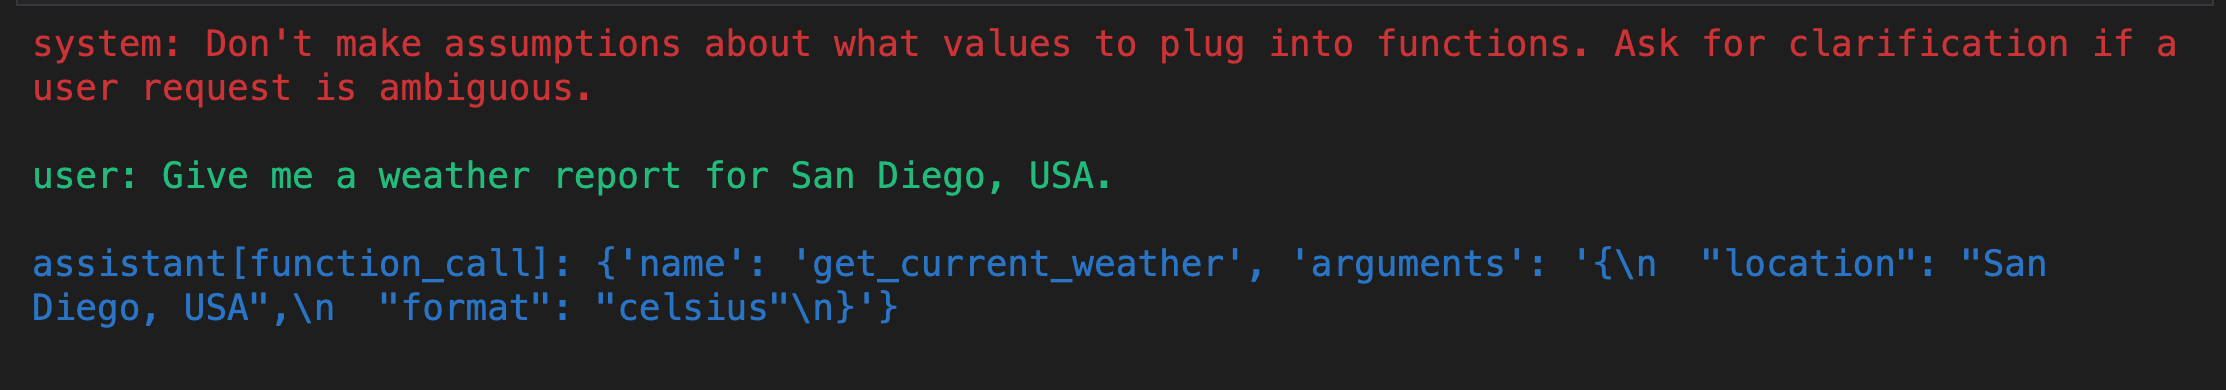 system: Don't make assumptions about what values to plug into functions. Ask for clarification if a
user request is ambiguous.
user: Give me a weather report for San Diego, USA.
assistant[function_call]: {'name': 'get_current_weather', 'arguments': '{\n  "location": "San
Diego, USA",\n  "format": "celsius"\n}'}